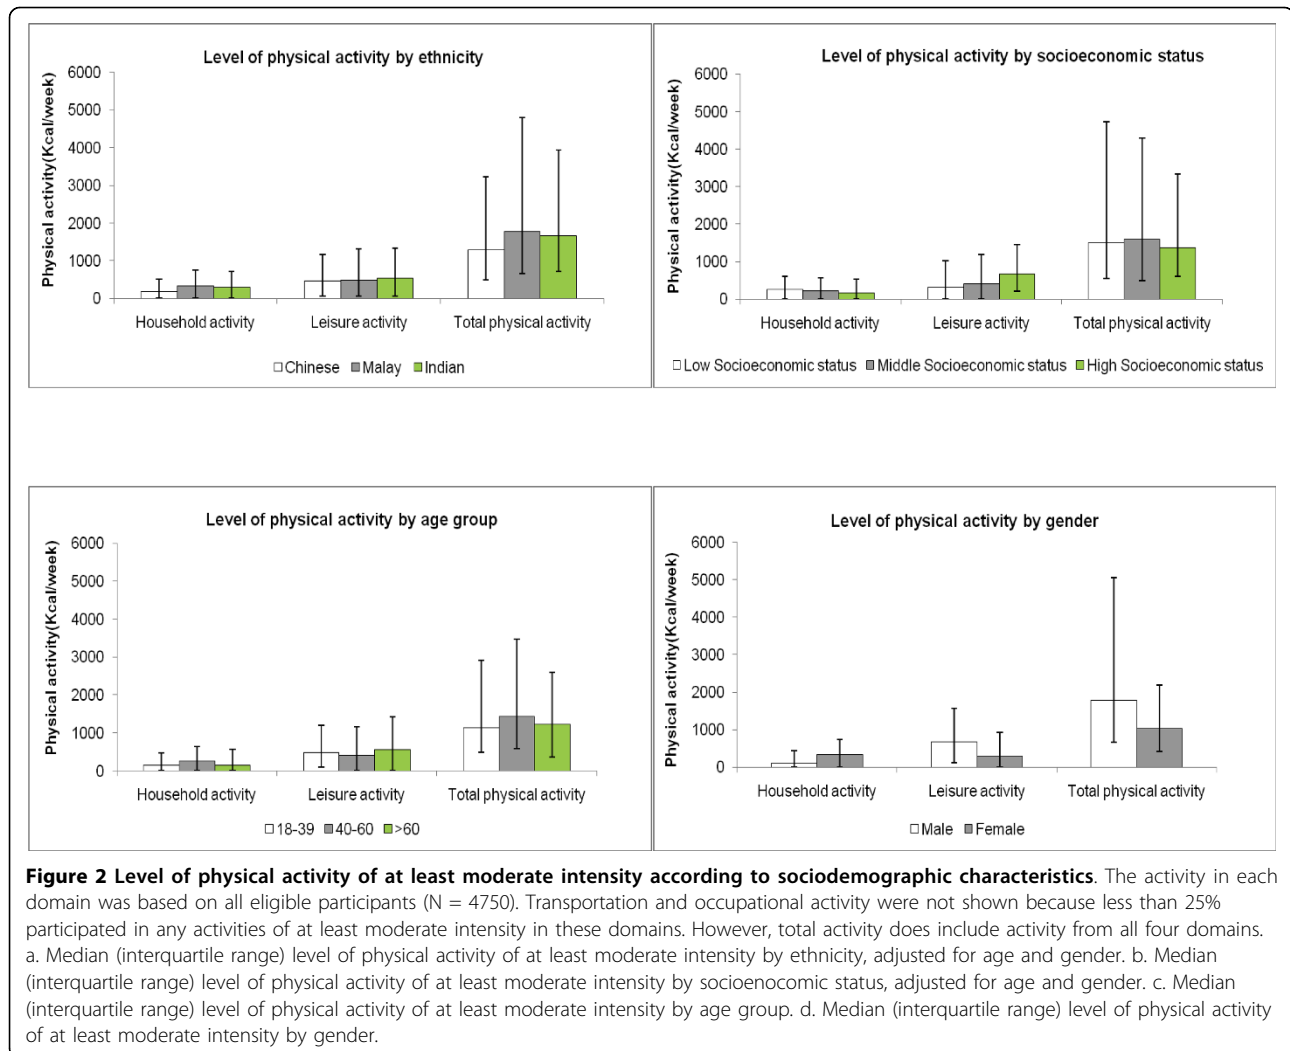 Level of physical activity by ethnicity
Physical activity(Kcal/week)
6000
5000
4000
3000
2000
1000
0
Household activity Leisure activity Total physical activity
Chinese Malay Indian
Level of physical activity by socioeconomic status
Physical activity(Kcal/week)
6000
5000
4000
3000
2000
1000
0
Household activity Leisure activity Total physical activity
Low Socioeconomic status Middle Socioeconomic status High Socioeconomic status
Level of physical activity by age group
Physical activity(Kcal/week)
6000
5000
4000
3000
2000
1000
0
Household activity Leisure activity Total physical activity
18-39 40-60 >60
Level of physical activity by gender
Physical activity(Kcal/week)
6000
5000
4000
3000
2000
1000
0
Household activity Leisure activity Total physical activity
Male Female
Figure 2 Level of physical activity of at least moderate intensity according to sociodemographic characteristics. The activity in each
domain was based on all eligible participants (N = 4750). Transportation and occupational activity were not shown because less than 25%
participated in any activities of at least moderate intensity in these domains. However, total activity does include activity from all four domains.
a. Median (interquartile range) level of physical activity of at least moderate intensity by ethnicity, adjusted for age and gender. b. Median
(interquartile range) level of physical activity of at least moderate intensity by socioenocomic status, adjusted for age and gender. c. Median
(interquartile range) level of physical activity of at least moderate intensity by age group. d. Median (interquartile range) level of physical activity
of at least moderate intensity by gender.